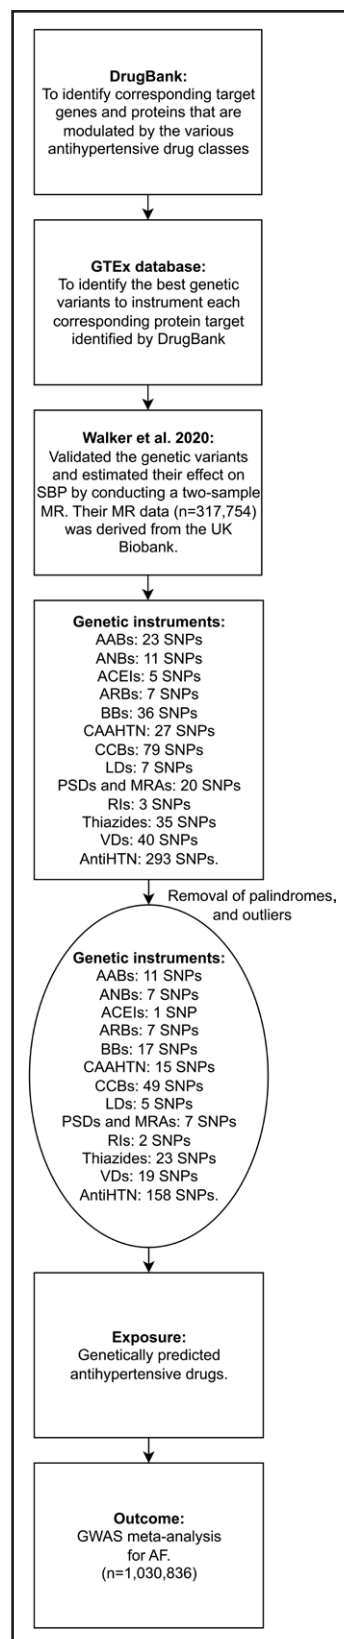 DrugBank:
To identify corresponding target
genes and proteins that are
modulated by the various
antihypertensive drug classes
GTEx database:
To identify the best genetic
variants to instrument each
corresponding protein target
identified by DrugBank
Walker et al. 2020:
Validated the genetic variants
and estimated their effect on
SBP by conducting a two-sample
MR. Their MR data (n=317,754)
was derived from the UK
Biobank.
Genetic instruments:
AABs: 23 SNPs
ANBs: 11 SNPs
ACEIs: 5 SNPs
ARBs: 7 SNPs
BBs: 36 SNPs
CAAHTN: 27 SNPs
CCBs: 79 SNPs
LDs: 7 SNPs
PSDs and MRAs: 20 SNPs
RIs: 3 SNPs
Thiazides: 35 SNPs
VDs: 40 SNPs
AntiHTN: 293 SNPs.
Removal of palindromes,
and outliers
Genetic instruments:
AABs: 11 SNPs
ANBs: 7 SNPs
ACEIs: 1 SNP
ARBs: 7 SNPs
BBs: 17 SNPs
CAAHTN: 15 SNPs
CCBs: 49 SNPs
LDs: 5 SNPs
PSDs and MRAs: 7 SNPs
RIs: 2 SNPs
Thiazides: 23 SNPs
VDs: 19 SNPs
AntiHTN: 158 SNPs.
Exposure:
Genetically predicted
antihypertensive drugs.
Outcome:
GWAS meta-analysis
for AF.
(n=1,030,836)